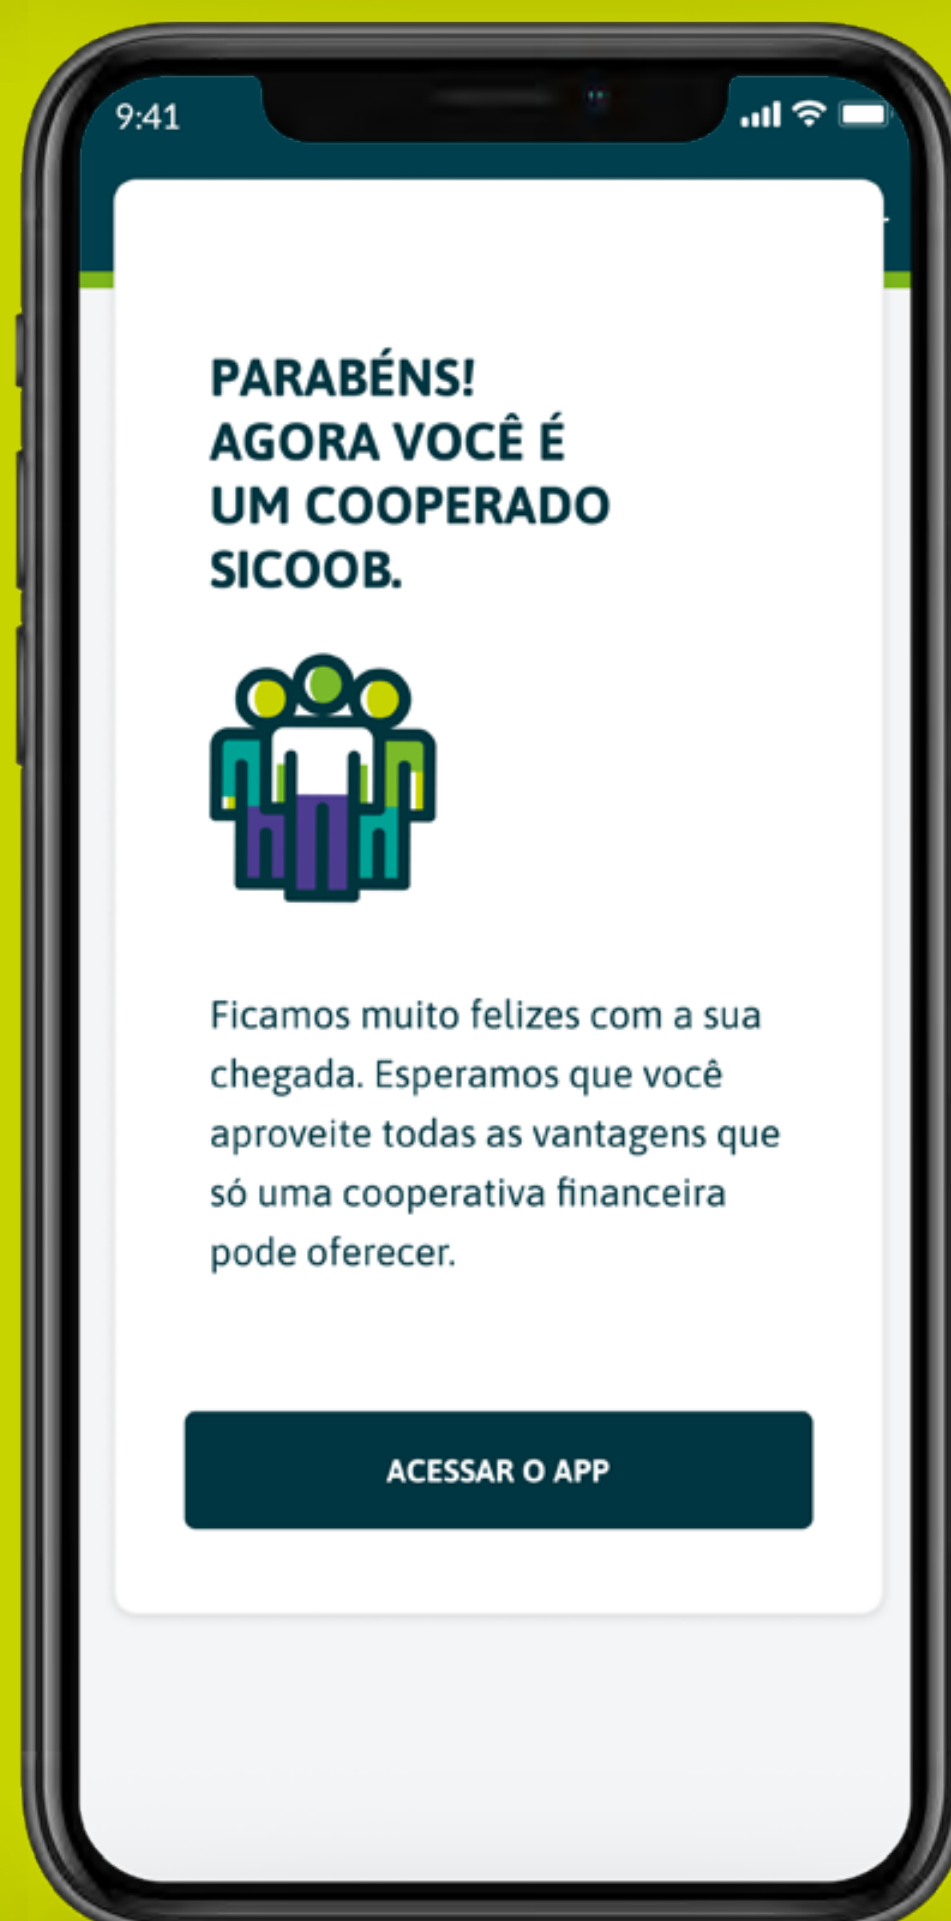 9:41
PARABÉNS!
AGORA VOCÊ É
UM COOPERADO
SICOOB.
Ficamos muito felizes com a sua
chegada. Esperamos que você
aproveite todas as vantagens que
só uma cooperativa financeira
pode oferecer.
ACESSAR O APP